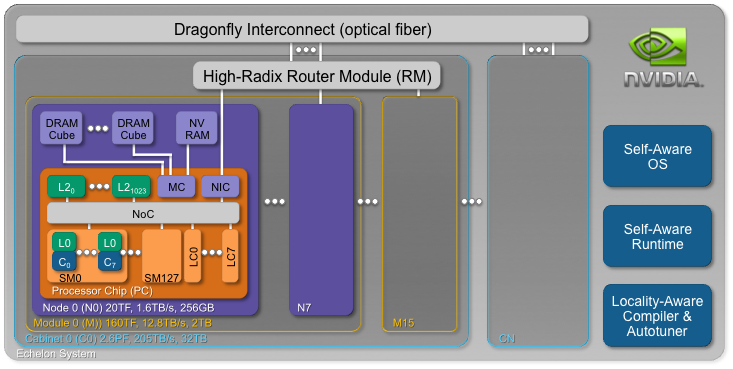 Dragonfly Interconnect (optical fiber)
High-Radix Router Module (RM)
NVIDIA.
DRAM
Cube
DRAM
Cube
NV
RAM
L2₀
L2₁₀₂₃
MC
NIC
NoC
L0
C₀
L0
C₇
SM0
SM127
LC0
LC7
Processor Chip (PC)
Node 0 (N0) 20TF, 1.6TB/s, 256GB
N7
Module 0 (M)) 160TF, 12.8TB/s, 2TB
M15
Cabinet 0 (C0) 2.6PF, 205TB/s, 32TB
CN
Echelon System
Self-Aware
OS
Self-Aware
Runtime
Locality-Aware
Compiler &
Autotuner